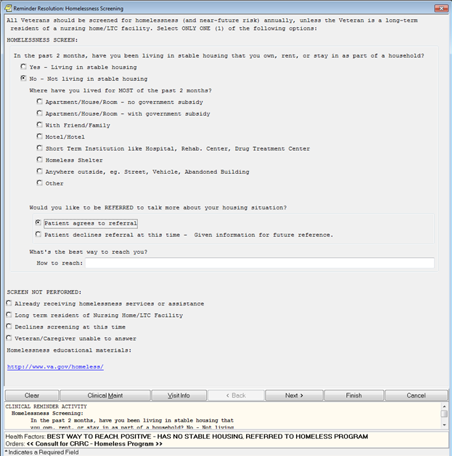 Reminder Resolution: Homelessness Screening
All Veterans should be screened for homelessness (and near-future risk) annually, unless the Veteran is a long-term
resident of a nursing home/LTC facility. Select ONLY ONE (1) of the following options:
HOMELESSNESS SCREEN:
In the past 2 months, have you been living in stable housing that you own, rent, or stay in as part of a household?
Yes - Living in stable housing
No - Not living in stable housing
Where have you lived for MOST of the past 2 months?
Apartment/House/Room - no government subsidy
Apartment/House/Room - with government subsidy
With Friend/Family
Motel/Hotel
Short Term Institution like Hospital, Rehab. Center, Drug Treatment Center
Homeless Shelter
Anywhere outside, eg. Street, Vehicle, Abandoned Building
Other
Would you like to be REFERRED to talk more about your housing situation?
Patient agrees to referral
Patient declines referral at this time - Given information for future reference.
What's the best way to reach you?
How to reach:
SCREEN NOT PERFORMED:
Already receiving homelessness services or assistance
Long term resident of Nursing Home/LTC Facility
Declines screening at this time
Veteran/Caregiver unable to answer
Homelessness educational materials:
http://www.va.gov/homeless/
Clear Clinical Maint Visit Info < Back Next > Finish Cancel
CLINICAL REMINDER ACTIVITY
Homelessness Screening:
In the past 2 months, have you been living in stable housing that
you own, rent, or stay in as part of a household? No - Not living
Health Factors: BEST WAY TO REACH POSITIVE - HAS NO STABLE HOUSING, REFERRED TO HOMELESS PROGRAM
Orders: << Consult for CRRC - Homeless Program >>
* Indicates a Required Field